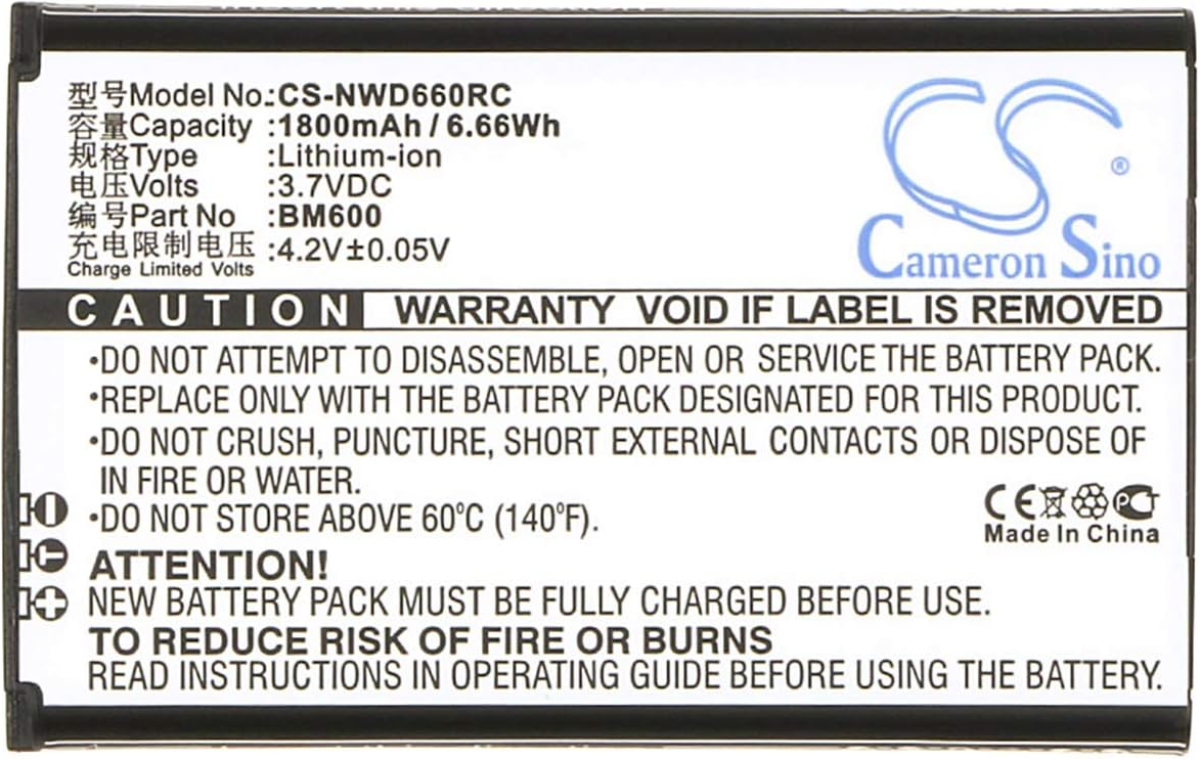 型号Model No.:CS-NWD660RC
容量Capacity :1800mAh / 6.66Wh
规格Type :Lithium-ion
电压Volts :3.7VDC
编号Part No :BM600
充电限制电压 :4.2V±0.05V
Charge Limited Volts
CS ®
Cameron Sino
CAUTION WARRANTY VOID IF LABEL IS REMOVED
•DO NOT ATTEMPT TO DISASSEMBLE, OPEN OR SERVICE THE BATTERY PACK.
•REPLACE ONLY WITH THE BATTERY PACK DESIGNATED FOR THIS PRODUCT.
•DO NOT CRUSH, PUNCTURE, SHORT EXTERNAL CONTACTS OR DISPOSE OF
IN FIRE OR WATER.
•DO NOT STORE ABOVE 60°C (140°F).
CE PCT
Made In China
ATTENTION!
NEW BATTERY PACK MUST BE FULLY CHARGED BEFORE USE.
TO REDUCE RISK OF FIRE OR BURNS
READ INSTRUCTIONS IN OPERATING GUIDE BEFORE USING THE BATTERY.